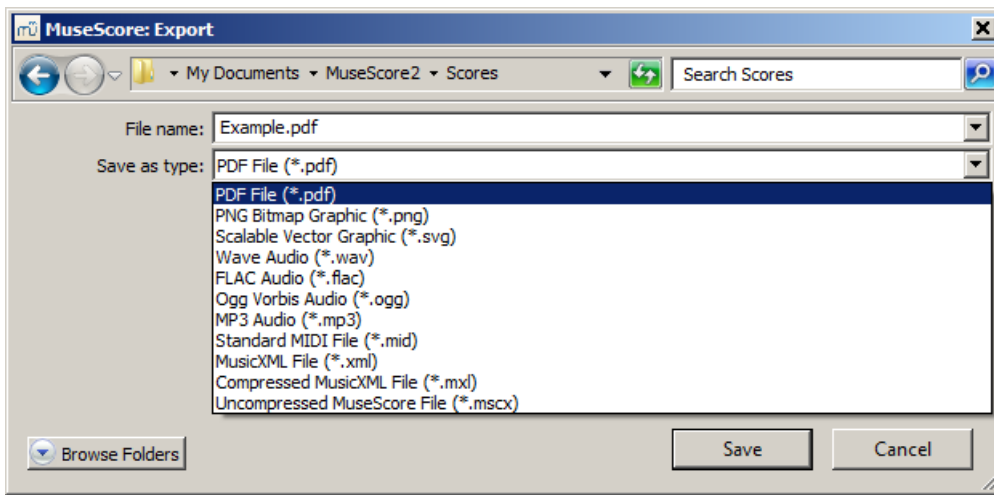 mü MuseScore: Export
My Documents MuseScore2 Scores Search Scores
File name: Example.pdf
Save as type: PDF File (*.pdf)
PDF File (*.pdf)
PNG Bitmap Graphic (*.png)
Scalable Vector Graphic (*.svg)
Wave Audio (*.wav)
FLAC Audio (*.flac)
Ogg Vorbis Audio (*.ogg)
MP3 Audio (*.mp3)
Standard MIDI File (*.mid)
MusicXML File (*.xml)
Compressed MusicXML File (*.mxl)
Uncompressed MuseScore File (*.mscx)
Browse Folders Save Cancel